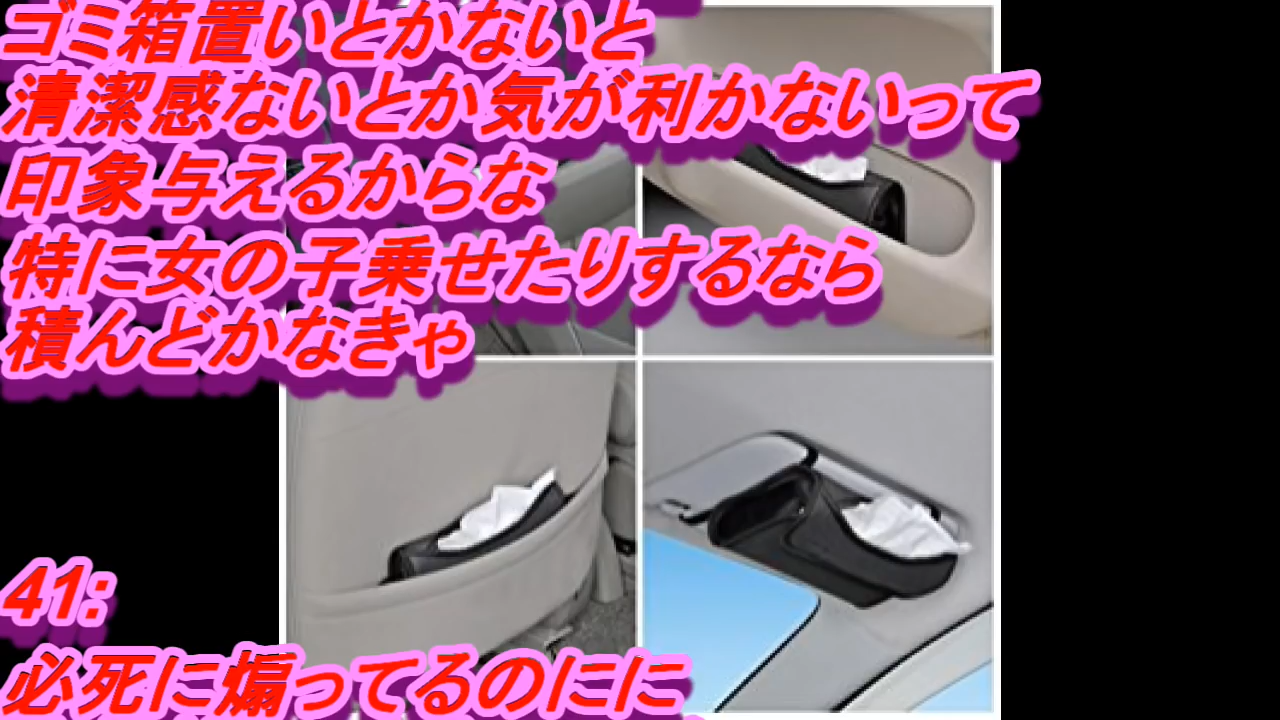 ゴミ箱置いとかないと
清潔感ないとか気が利かないって
印象与えるからな
特に女の子乗せたりするなら
積んどかなきゃ
41:
必死に煽ってるのにに